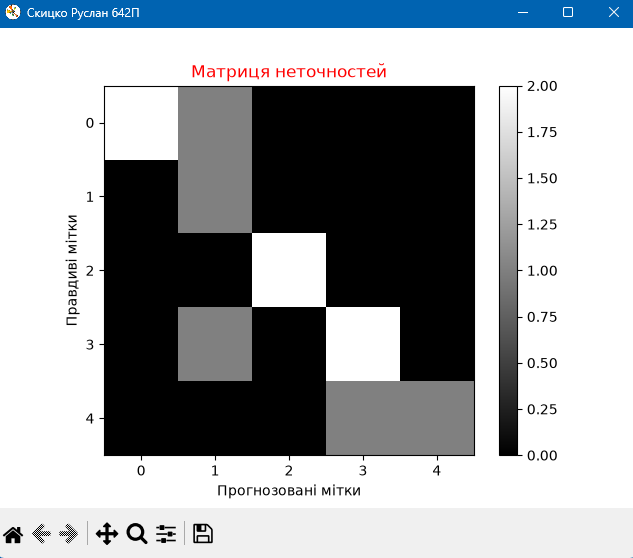 Скицко Руслан 642П
Матриця неточностей
0
1
2
3
4
Правдиві мітки
0 1 2 3 4
Прогнозовані мітки
2.00
1.75
1.50
1.25
1.00
0.75
0.50
0.25
0.00